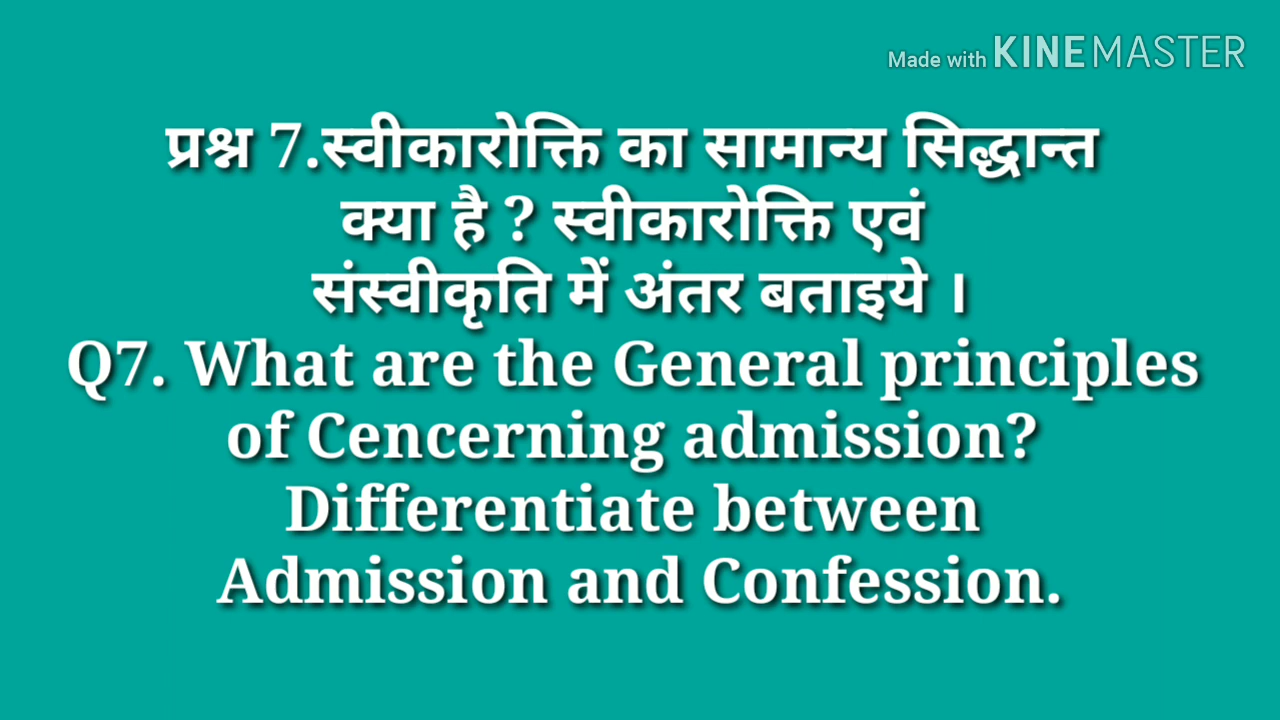 Made with KINEMASTER
प्रश्न 7.स्वीकारोक्ति का सामान्य सिद्धान्त
क्या है ? स्वीकारोक्ति एवं
संस्वीकृति में अंतर बताइये ।
Q7. What are the General principles
of Cencerning admission?
Differentiate between
Admission and Confession.